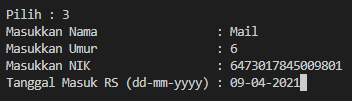 Pilih : 3
Masukkan Nama : Mail
Masukkan Umur : 6
Masukkan NIK : 6473017845009801
Tanggal Masuk RS (dd-mm-yyyy) : 09-04-2021